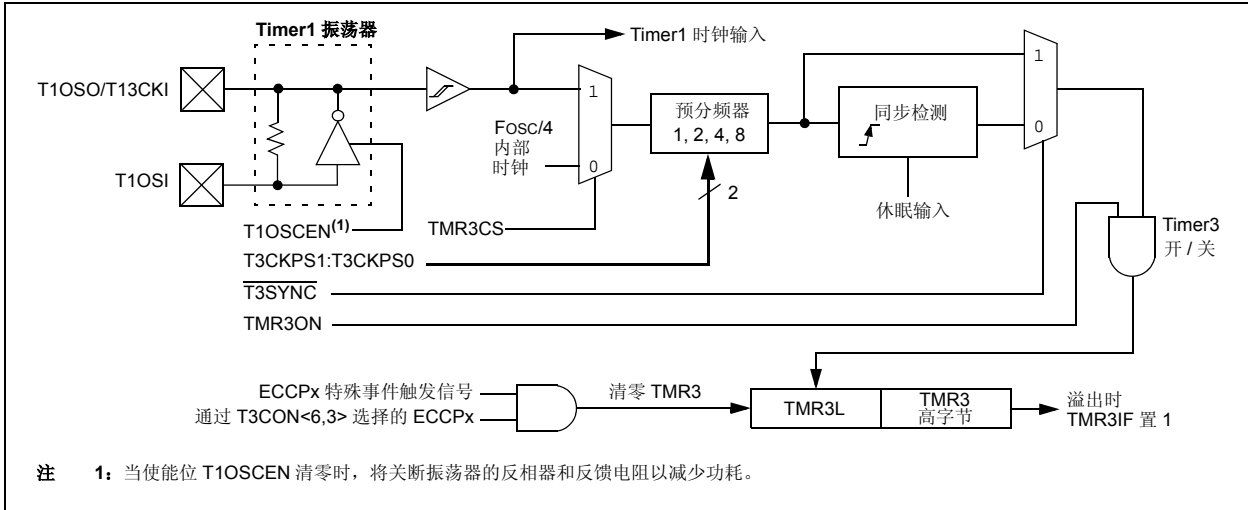 Timer1 振荡器
Timer1 时钟输入
T1OSO/T13CKI
1
1
FOSC/4
内部
时钟
预分频器
1, 2, 4, 8
同步检测
0
0
T1OSI
2
休眠输入
T1OSCEN(1)
TMR3CS
Timer3
开 / 关
T3CKPS1:T3CKPS0
T3SYNC
TMR3ON
ECCPx 特殊事件触发信号
通过 T3CON<6,3> 选择的 ECCPx
清零 TMR3
TMR3L
TMR3
高字节
溢出时
TMR3IF 置 1
注 1: 当使能位 T1OSCEN 清零时，将关断振荡器的反相器和反馈电阻以减少功耗。